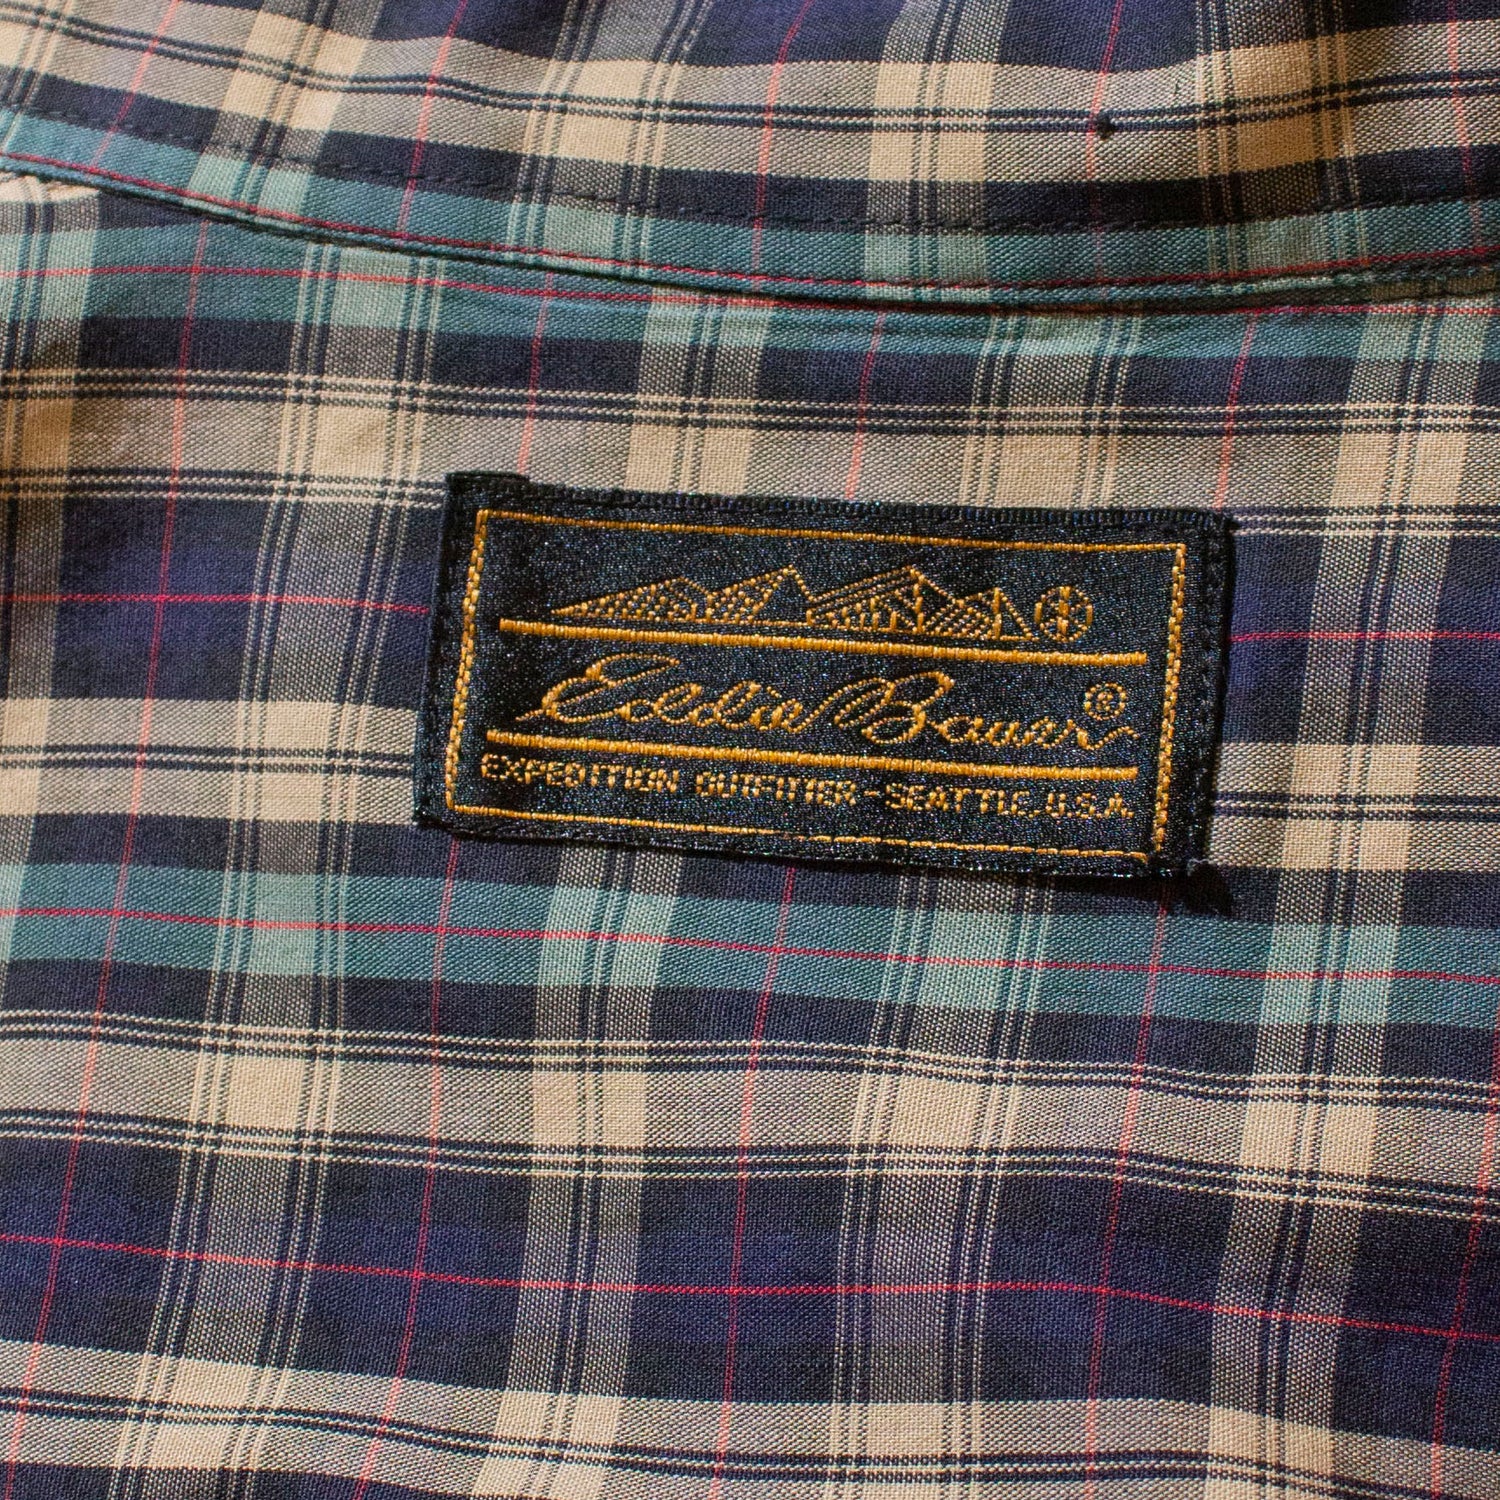 Eddie Bauer®
EXPEDITION OUTFITTER-SEATTLE, U.S.A.